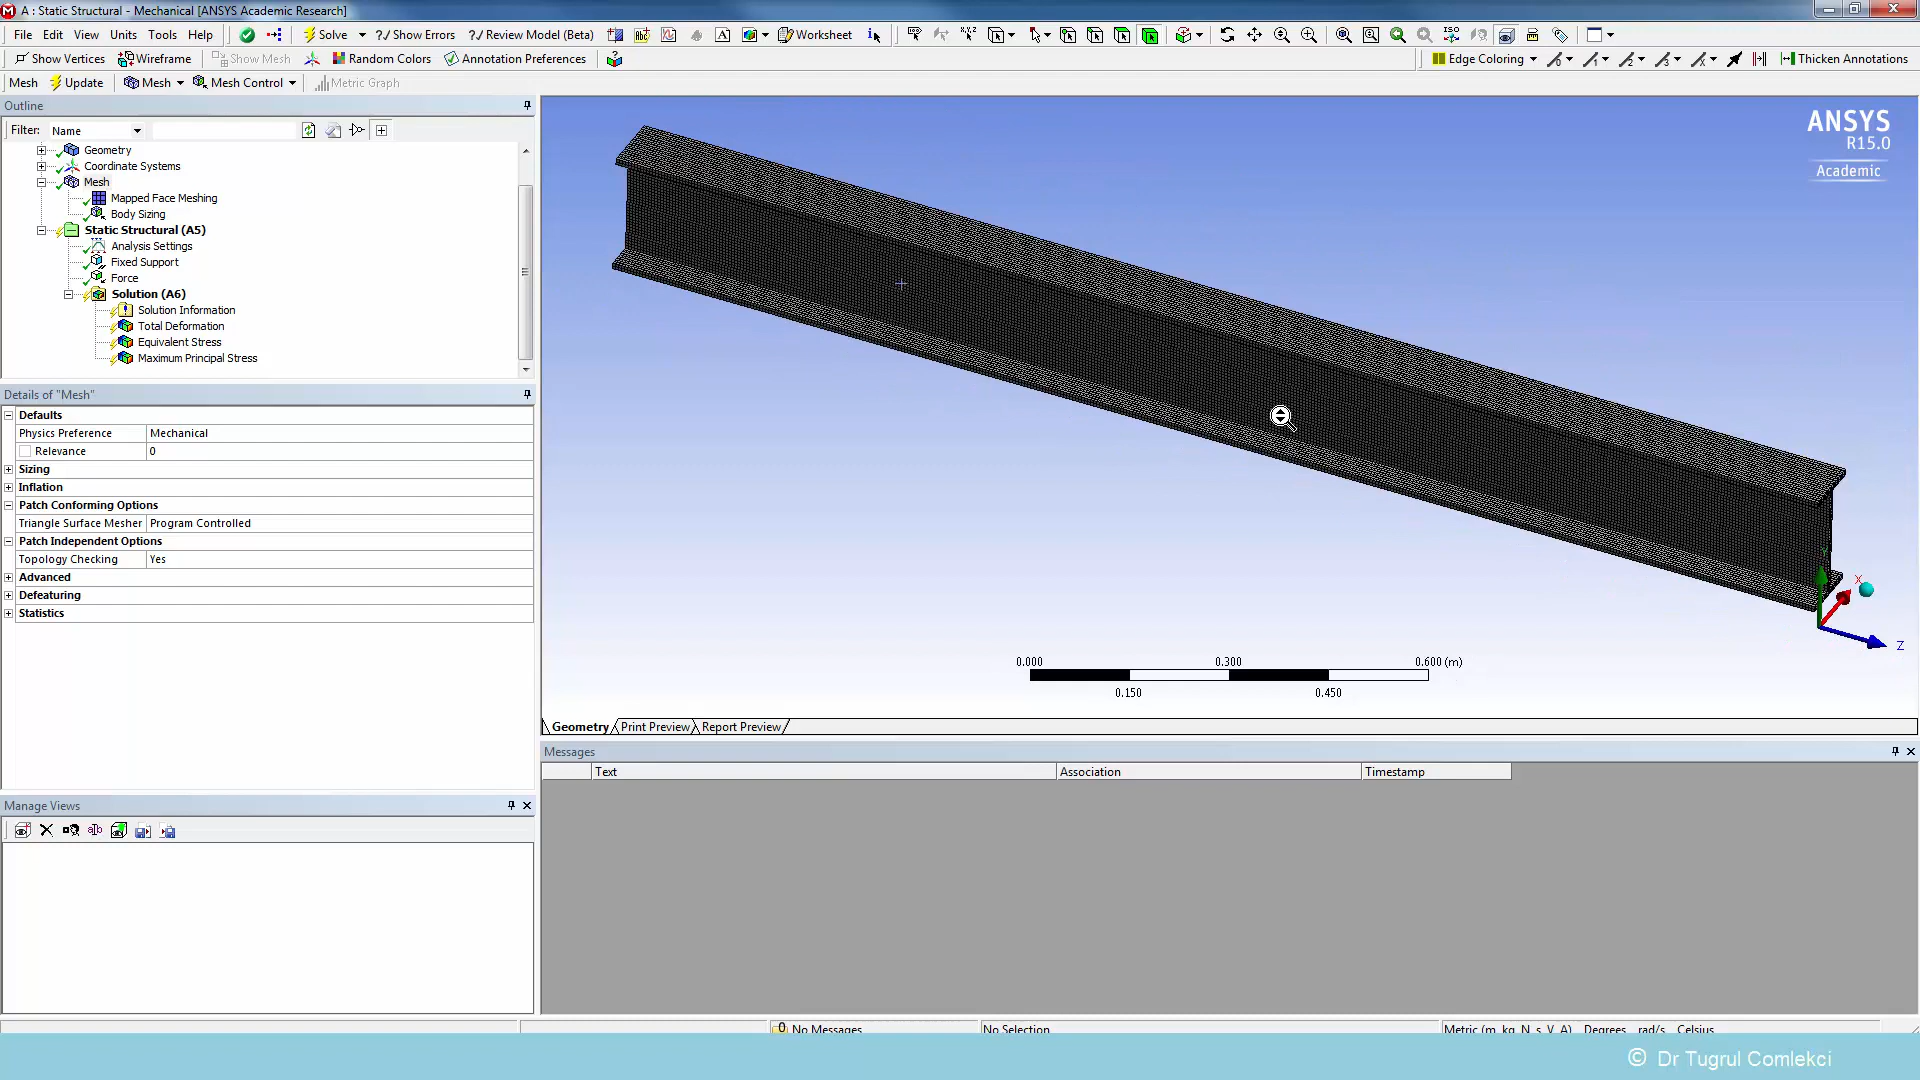 A : Static Structural - Mechanical [ANSYS Academic Research]
File Edit View Units Tools Help Solve ?/ Show Errors ?/ Review Model (Beta) Worksheet
Show Vertices Wireframe Show Mesh Random Colors Annotation Preferences Edge Coloring Thicken Annotations
Mesh Update Mesh Mesh Control Metric Graph
Outline
Filter: Name
Geometry
Coordinate Systems
Mesh
Mapped Face Meshing
Body Sizing
Static Structural (A5)
Analysis Settings
Fixed Support
Force
Solution (A6)
Solution Information
Total Deformation
Equivalent Stress
Maximum Principal Stress
Details of "Mesh"
Defaults
Physics Preference Mechanical
Relevance 0
Sizing
Inflation
Patch Conforming Options
Triangle Surface Mesher Program Controlled
Patch Independent Options
Topology Checking Yes
Advanced
Defeaturing
Statistics
Manage Views
ANSYS
R15.0
Academic
Y
X
Z
0.000 0.300 0.600 (m)
0.150 0.450
Geometry Print Preview Report Preview
Messages
Text Association Timestamp
0 No Messages No Selection Metric (m, kg, N, s, V, A) Degrees rad/s Celsius
© Dr Tugrul Comlekci